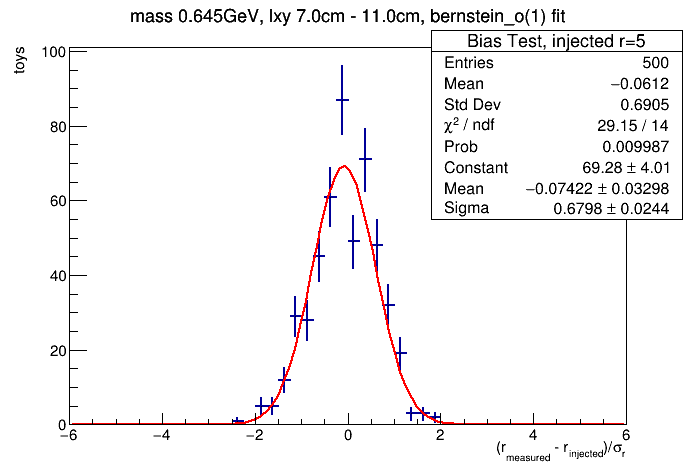 mass 0.645GeV, lxy 7.0cm - 11.0cm, bernstein_o(1) fit
Bias Test, injected r=5
Entries 500
Mean −0.0612
Std Dev 0.6905
χ² / ndf 29.15 / 14
Prob 0.009987
Constant 69.28 ± 4.01
Mean −0.07422 ± 0.03298
Sigma 0.6798 ± 0.0244
toys
100
80
60
40
20
0
−6 −4 −2 0 2 4 6
(r_measured - r_injected)/σ_r